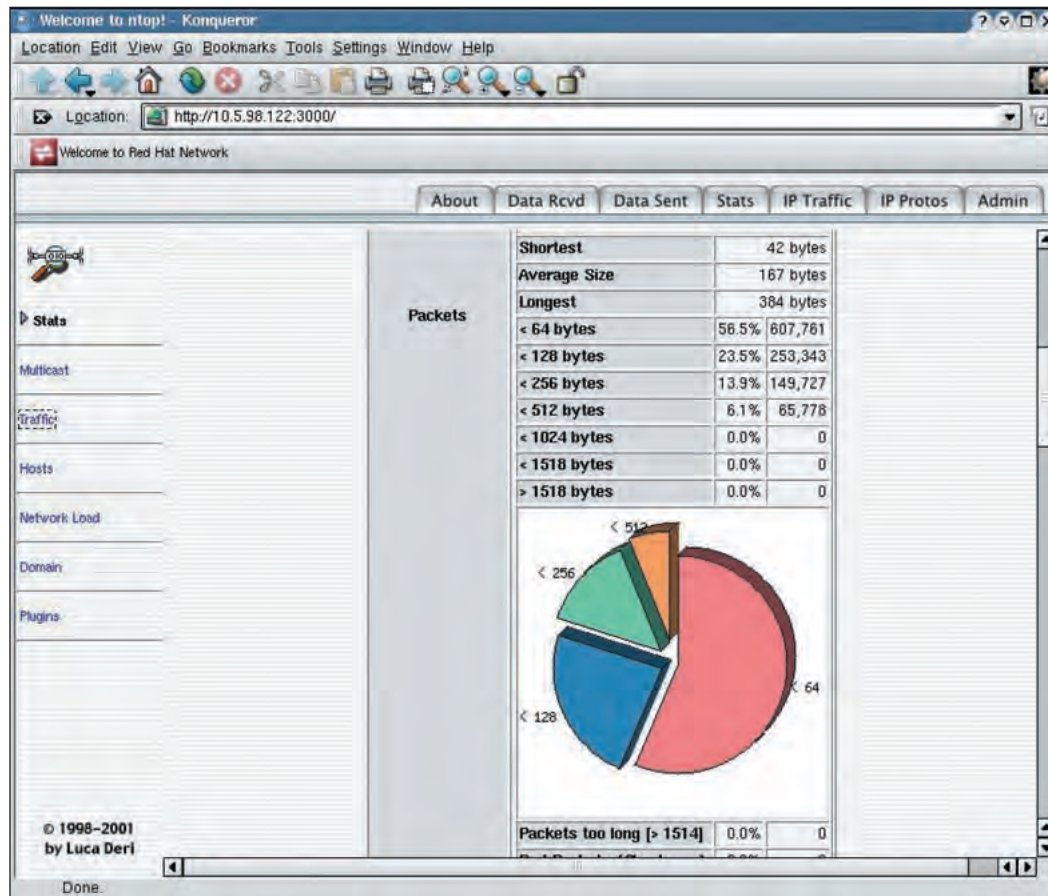 Welcome to ntop! - Konqueror
Location Edit View Go Bookmarks Tools Settings Window Help
Location: http://10.5.98.122:3000/
Welcome to Red Hat Network
About Data Rcvd Data Sent Stats IP Traffic IP Protos Admin
Stats
Multicast
Traffic
Hosts
Network Load
Domain
Plugins
© 1998-2001
by Luca Deri
Packets
Shortest 42 bytes
Average Size 167 bytes
Longest 384 bytes
< 64 bytes 56.5% 607,761
< 128 bytes 23.5% 253,343
< 256 bytes 13.9% 149,727
< 512 bytes 6.1% 65,778
< 1024 bytes 0.0% 0
< 1518 bytes 0.0% 0
> 1518 bytes 0.0% 0
< 512
< 256
< 64
< 128
Packets too long [> 1514] 0.0% 0
Done.